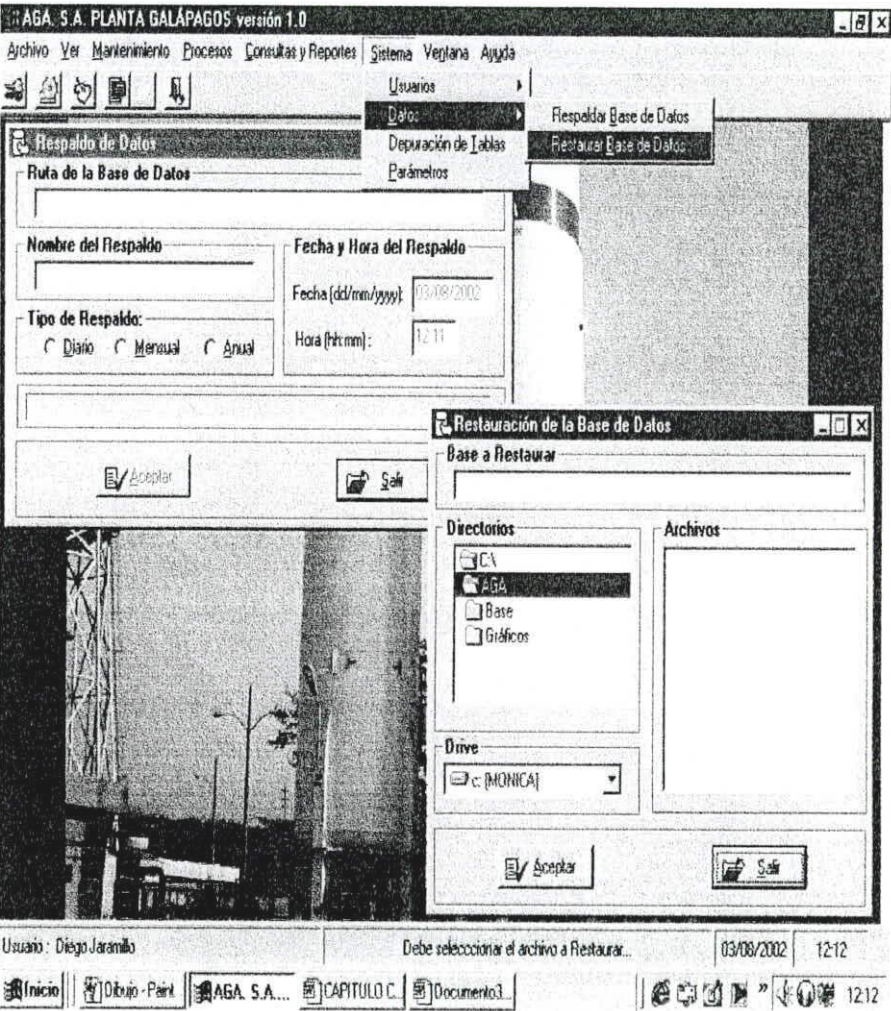 AGA. S.A. PLANTA GALÁPAGOS versión 1.0
Archivo Ver Mantenimiento Procesos Consultas y Reportes Sistema Ventana Ayuda
Usuarios
Datos
Respaldar Base de Datos
Depuración de Tablas
Restaurar Base de Datos
Parámetros
Respaldo de Datos
Ruta de la Base de Datos
Nombre del Respaldo
Fecha y Hora del Respaldo
Fecha (dd/mm/yyyy):
03/08/2002
Tipo de Respaldo:
Diario Mensual Anual
Hora (hh:mm) :
12:11
Aceptar
Salir
Restauración de la Base de Datos
Base a Restaurar
Directorios
Archivos
C:\
AGA
Base
Gráficos
Drive
c: [MONICA]
Aceptar
Salir
Usuario : Diego Jaramillo
Debe selecccionar el archivo a Restaurar...
03/08/2002
12:12
Inicio
Dibujo - Paint
AGA. S.A....
CAPITULO C...
Documento3...
12:12